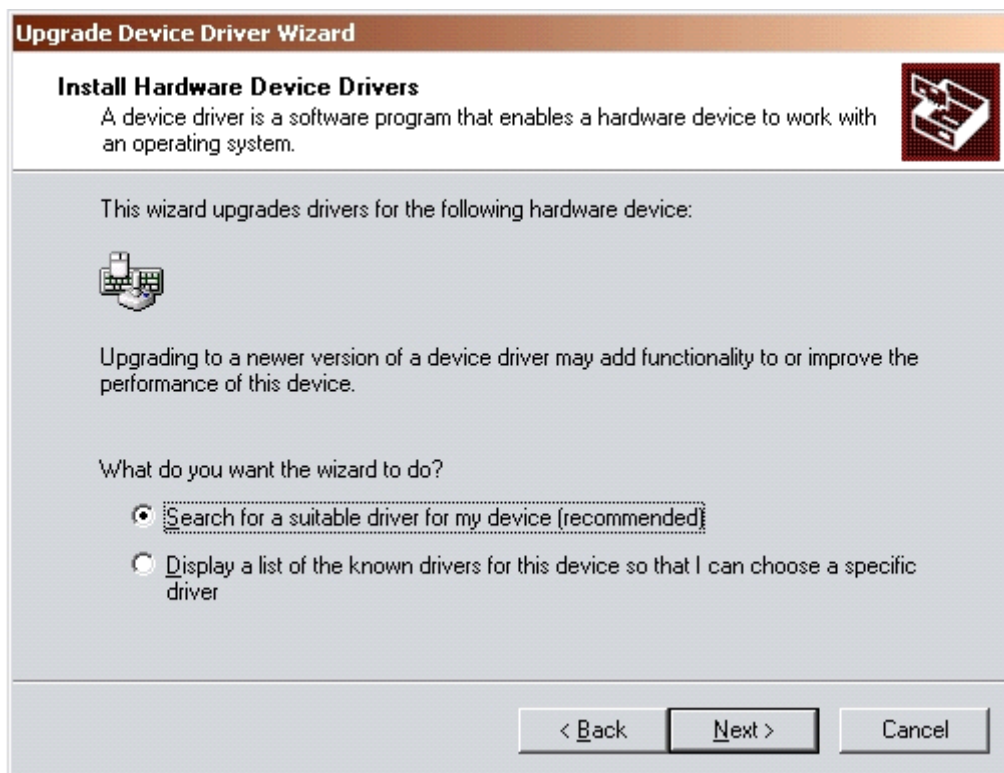 Upgrade Device Driver Wizard
Install Hardware Device Drivers
A device driver is a software program that enables a hardware device to work with
an operating system.
This wizard upgrades drivers for the following hardware device:
Upgrading to a newer version of a device driver may add functionality to or improve the
performance of this device.
What do you want the wizard to do?
Search for a suitable driver for my device (recommended)
Display a list of the known drivers for this device so that I can choose a specific
driver
< Back Next > Cancel